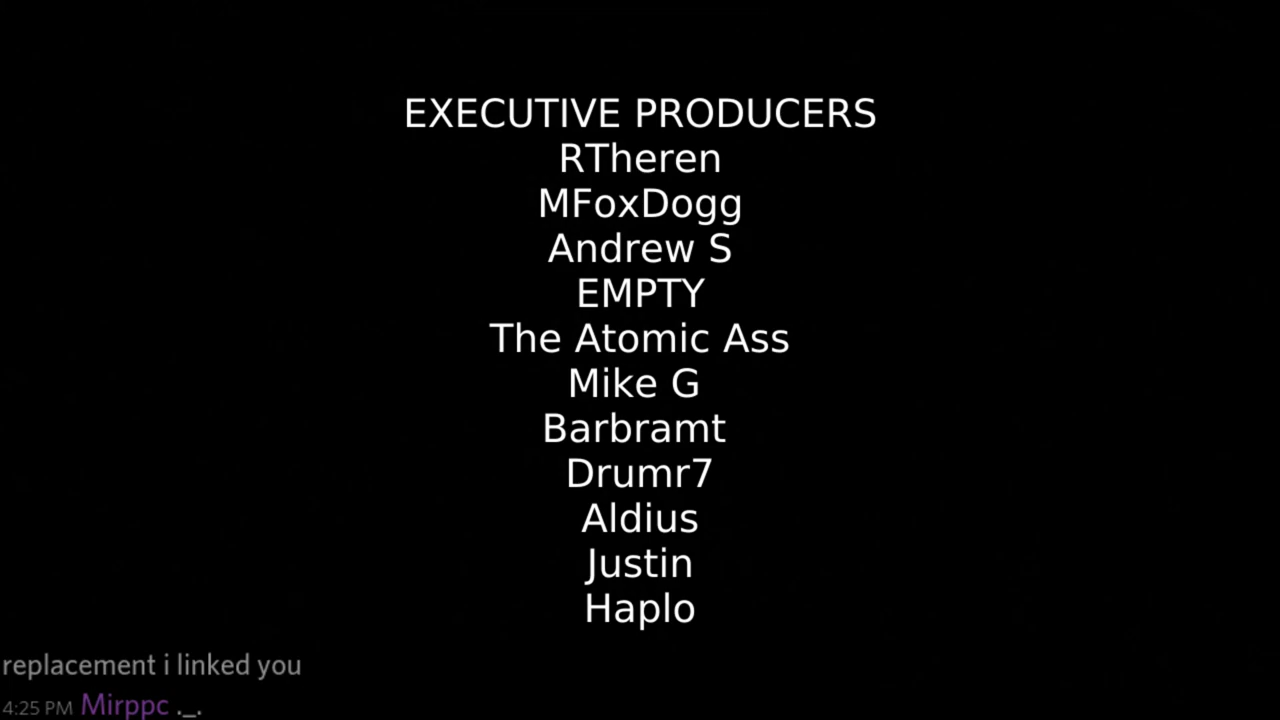 EXECUTIVE PRODUCERS
RTheren
MFoxDogg
Andrew S
EMPTY
The Atomic Ass
Mike G
Barbramt
Drumr7
Aldius
Justin
Haplo
replacement i linked you
4:25 PM Mirppc ._.